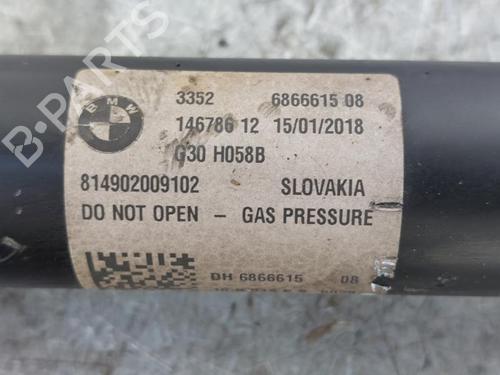 B-PARTS
BMW
3352 6866615 08
146786 12 15/01/2018
G30 H058B
814902009102 SLOVAKIA
DO NOT OPEN - GAS PRESSURE
DH 6866615 08